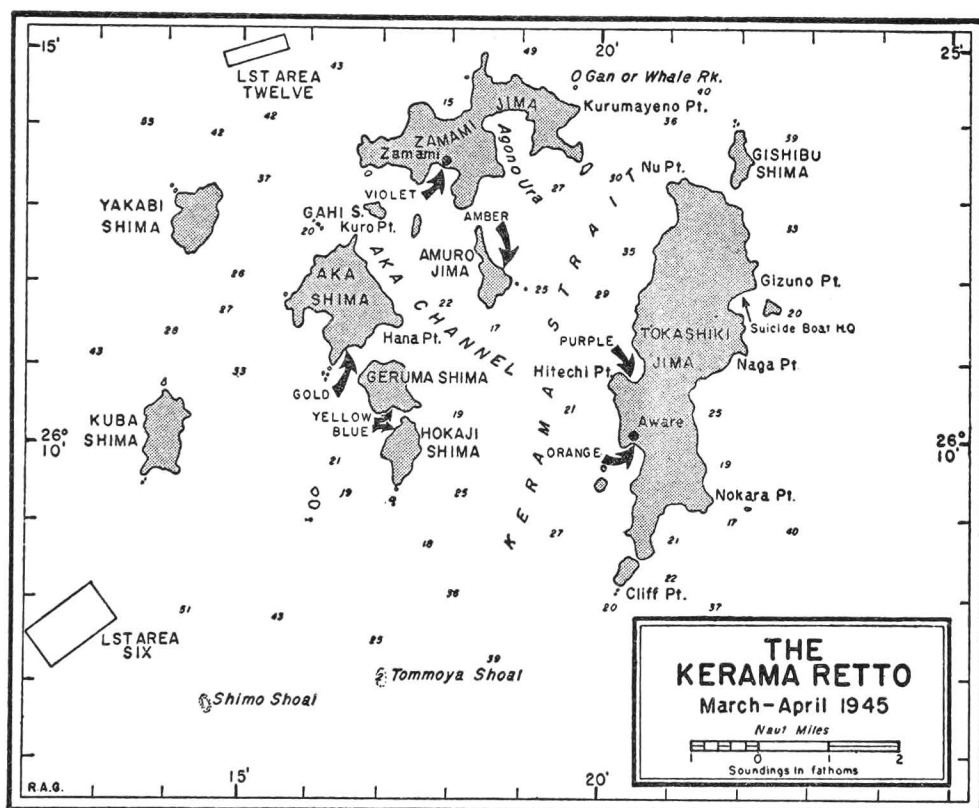 15'
20'
25'
49
43
LST AREA
TWELVE
O Gan or Whale Rk.
40
15
JIMA
Kurumayeno Pt.
42
53
42
36
39
ZAMAMI
Zamami
Agono Ura
GISHIBU
SHIMA
Nu Pt.
30
27
37
VIOLET
YAKABI
SHIMA
GAHI S.
20
Kuro Pt.
AMBER
33
35
AMURO
JIMA
AKA CHANNEL
KERAMA STRAIT
26
AKA
SHIMA
Gizuno Pt.
25
29
22
20
27
Suicide Boat H.Q
17
28
Hana Pt.
PURPLE
TOKASHIKI
JIMA
43
Naga Pt.
33
GERUMA SHIMA
Hitechi Pt.
GOLD
YELLOW
BLUE
19
21
25
KUBA
SHIMA
HOKAJI
SHIMA
Aware
26°
10'
26°
10'
ORANGE
21
19
19
25
Nokara Pt.
17
27
40
18
21
22
36
Cliff Pt.
20
37
51
43
LST AREA
SIX
25
39
Tommoya Shoal
Shimo Shoal
THE
KERAMA RETTO
March-April 1945
Naut Miles
1 0 1 2
Soundings in fathoms
R.A.G.
15'
20'